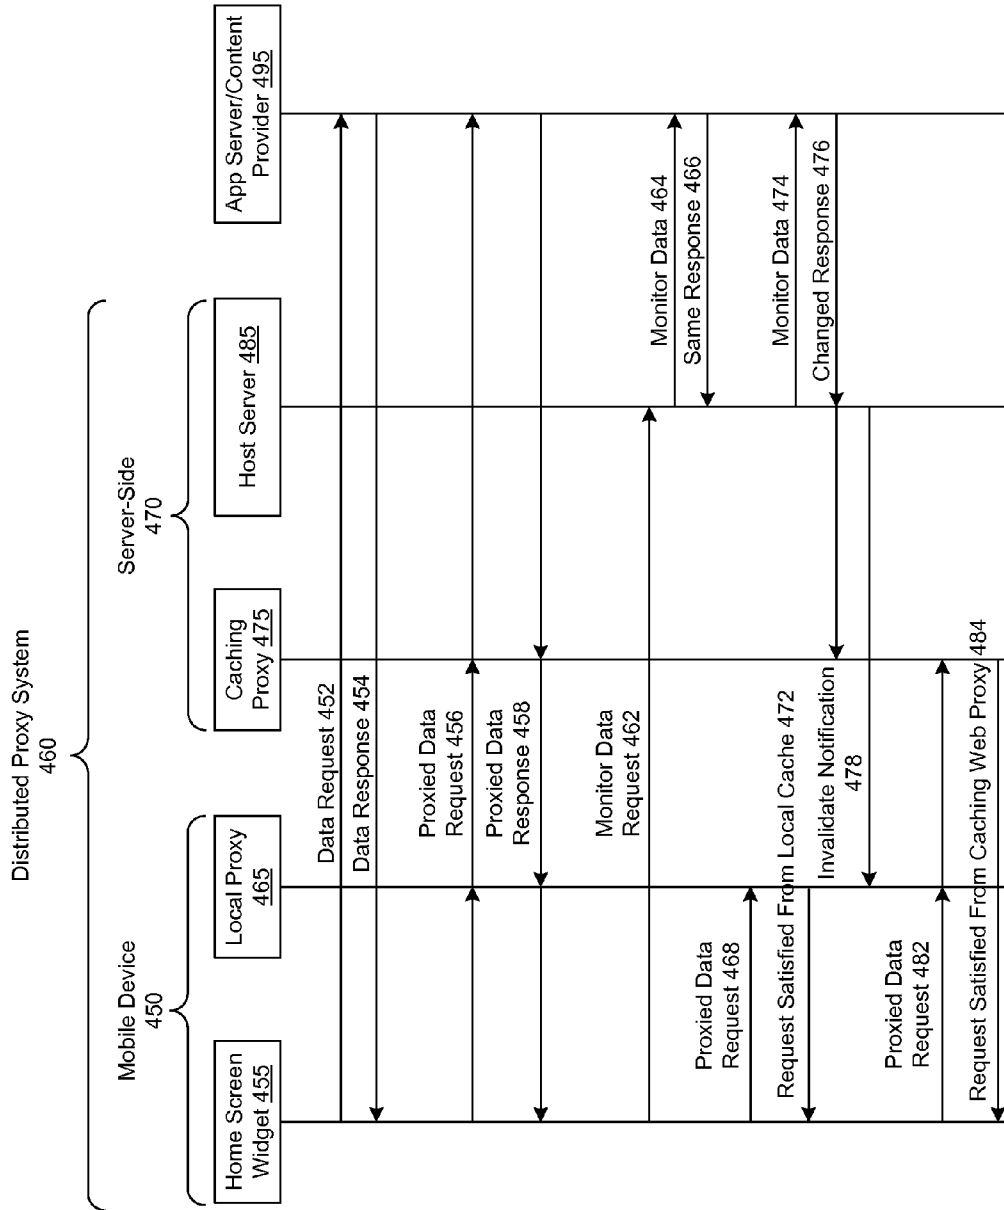 Distributed Proxy System
460
Mobile Device
450
Server-Side
470
Home Screen
Widget 455
Local Proxy
465
Caching
Proxy 475
Host Server 485
App Server/Content
Provider 495
Data Request 452
Data Response 454
Proxied Data
Request 456
Proxied Data
Response 458
Monitor Data
Request 462
Monitor Data 464
Same Response 466
Proxied Data
Request 468
Request Satisfied From Local Cache 472
Monitor Data 474
Changed Response 476
Invalidate Notification
478
Proxied Data
Request 482
Request Satisfied From Caching Web Proxy 484